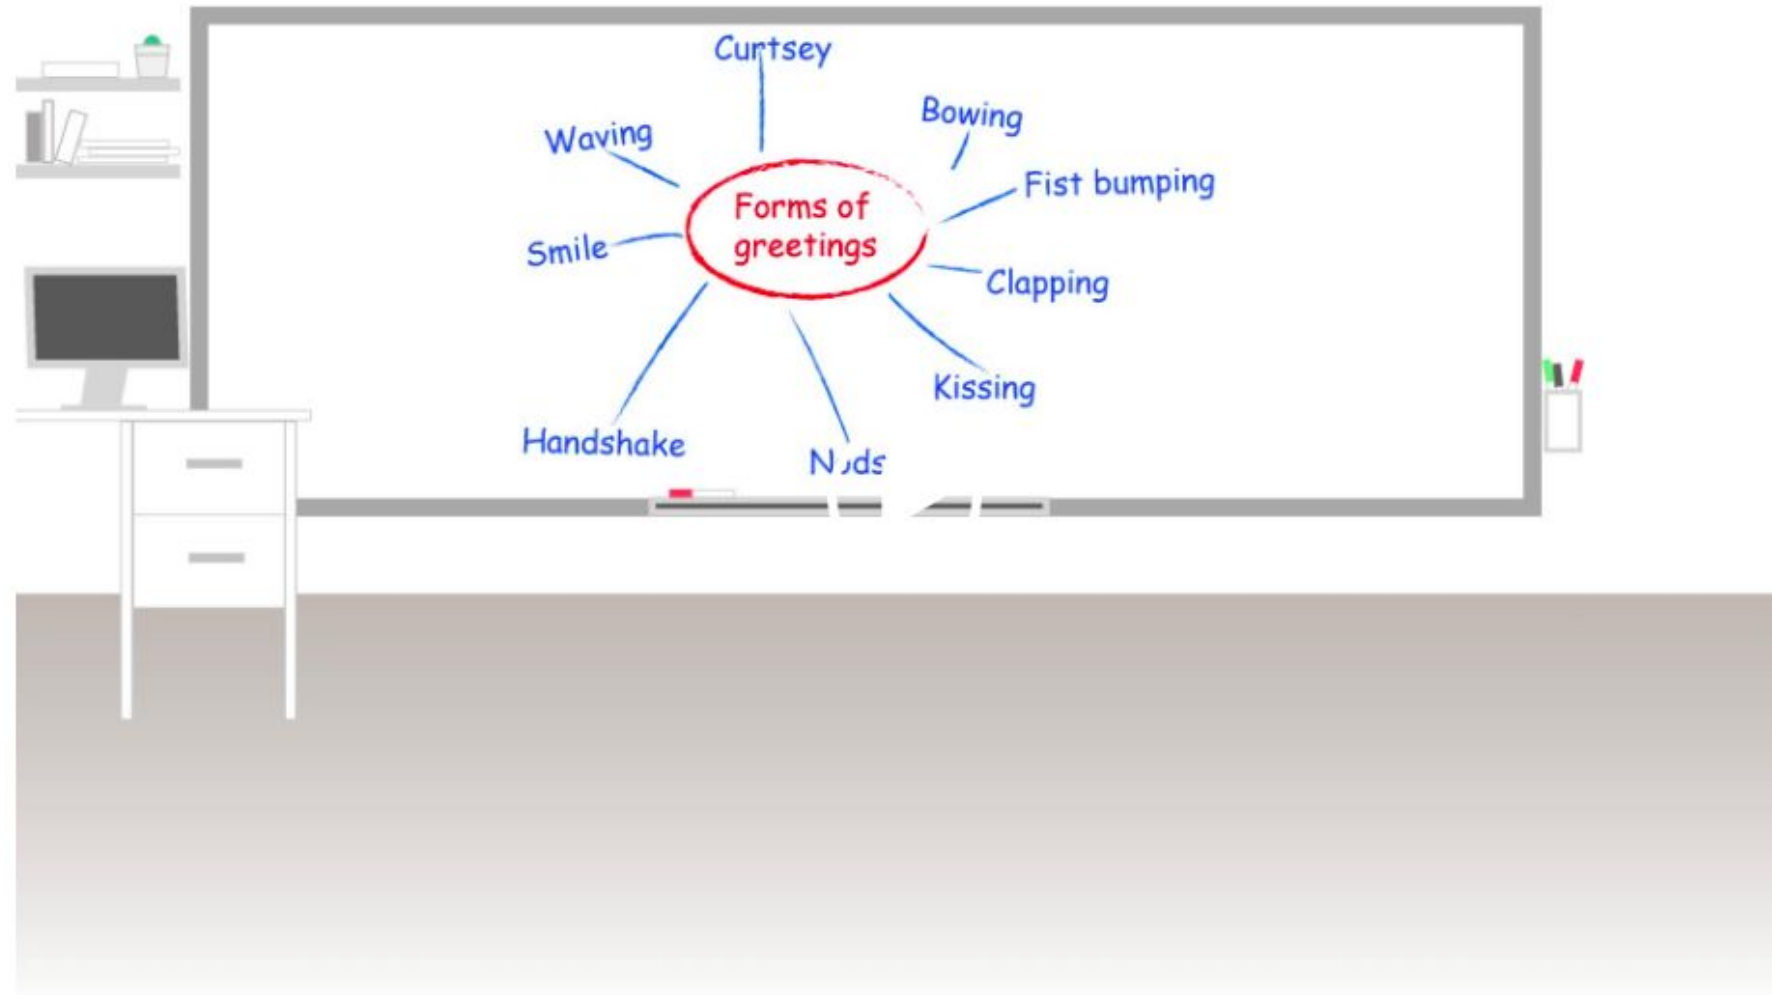 Curtsey
Bowing
Waving
Fist bumping
Forms of
greetings
Smile
Clapping
Kissing
Handshake